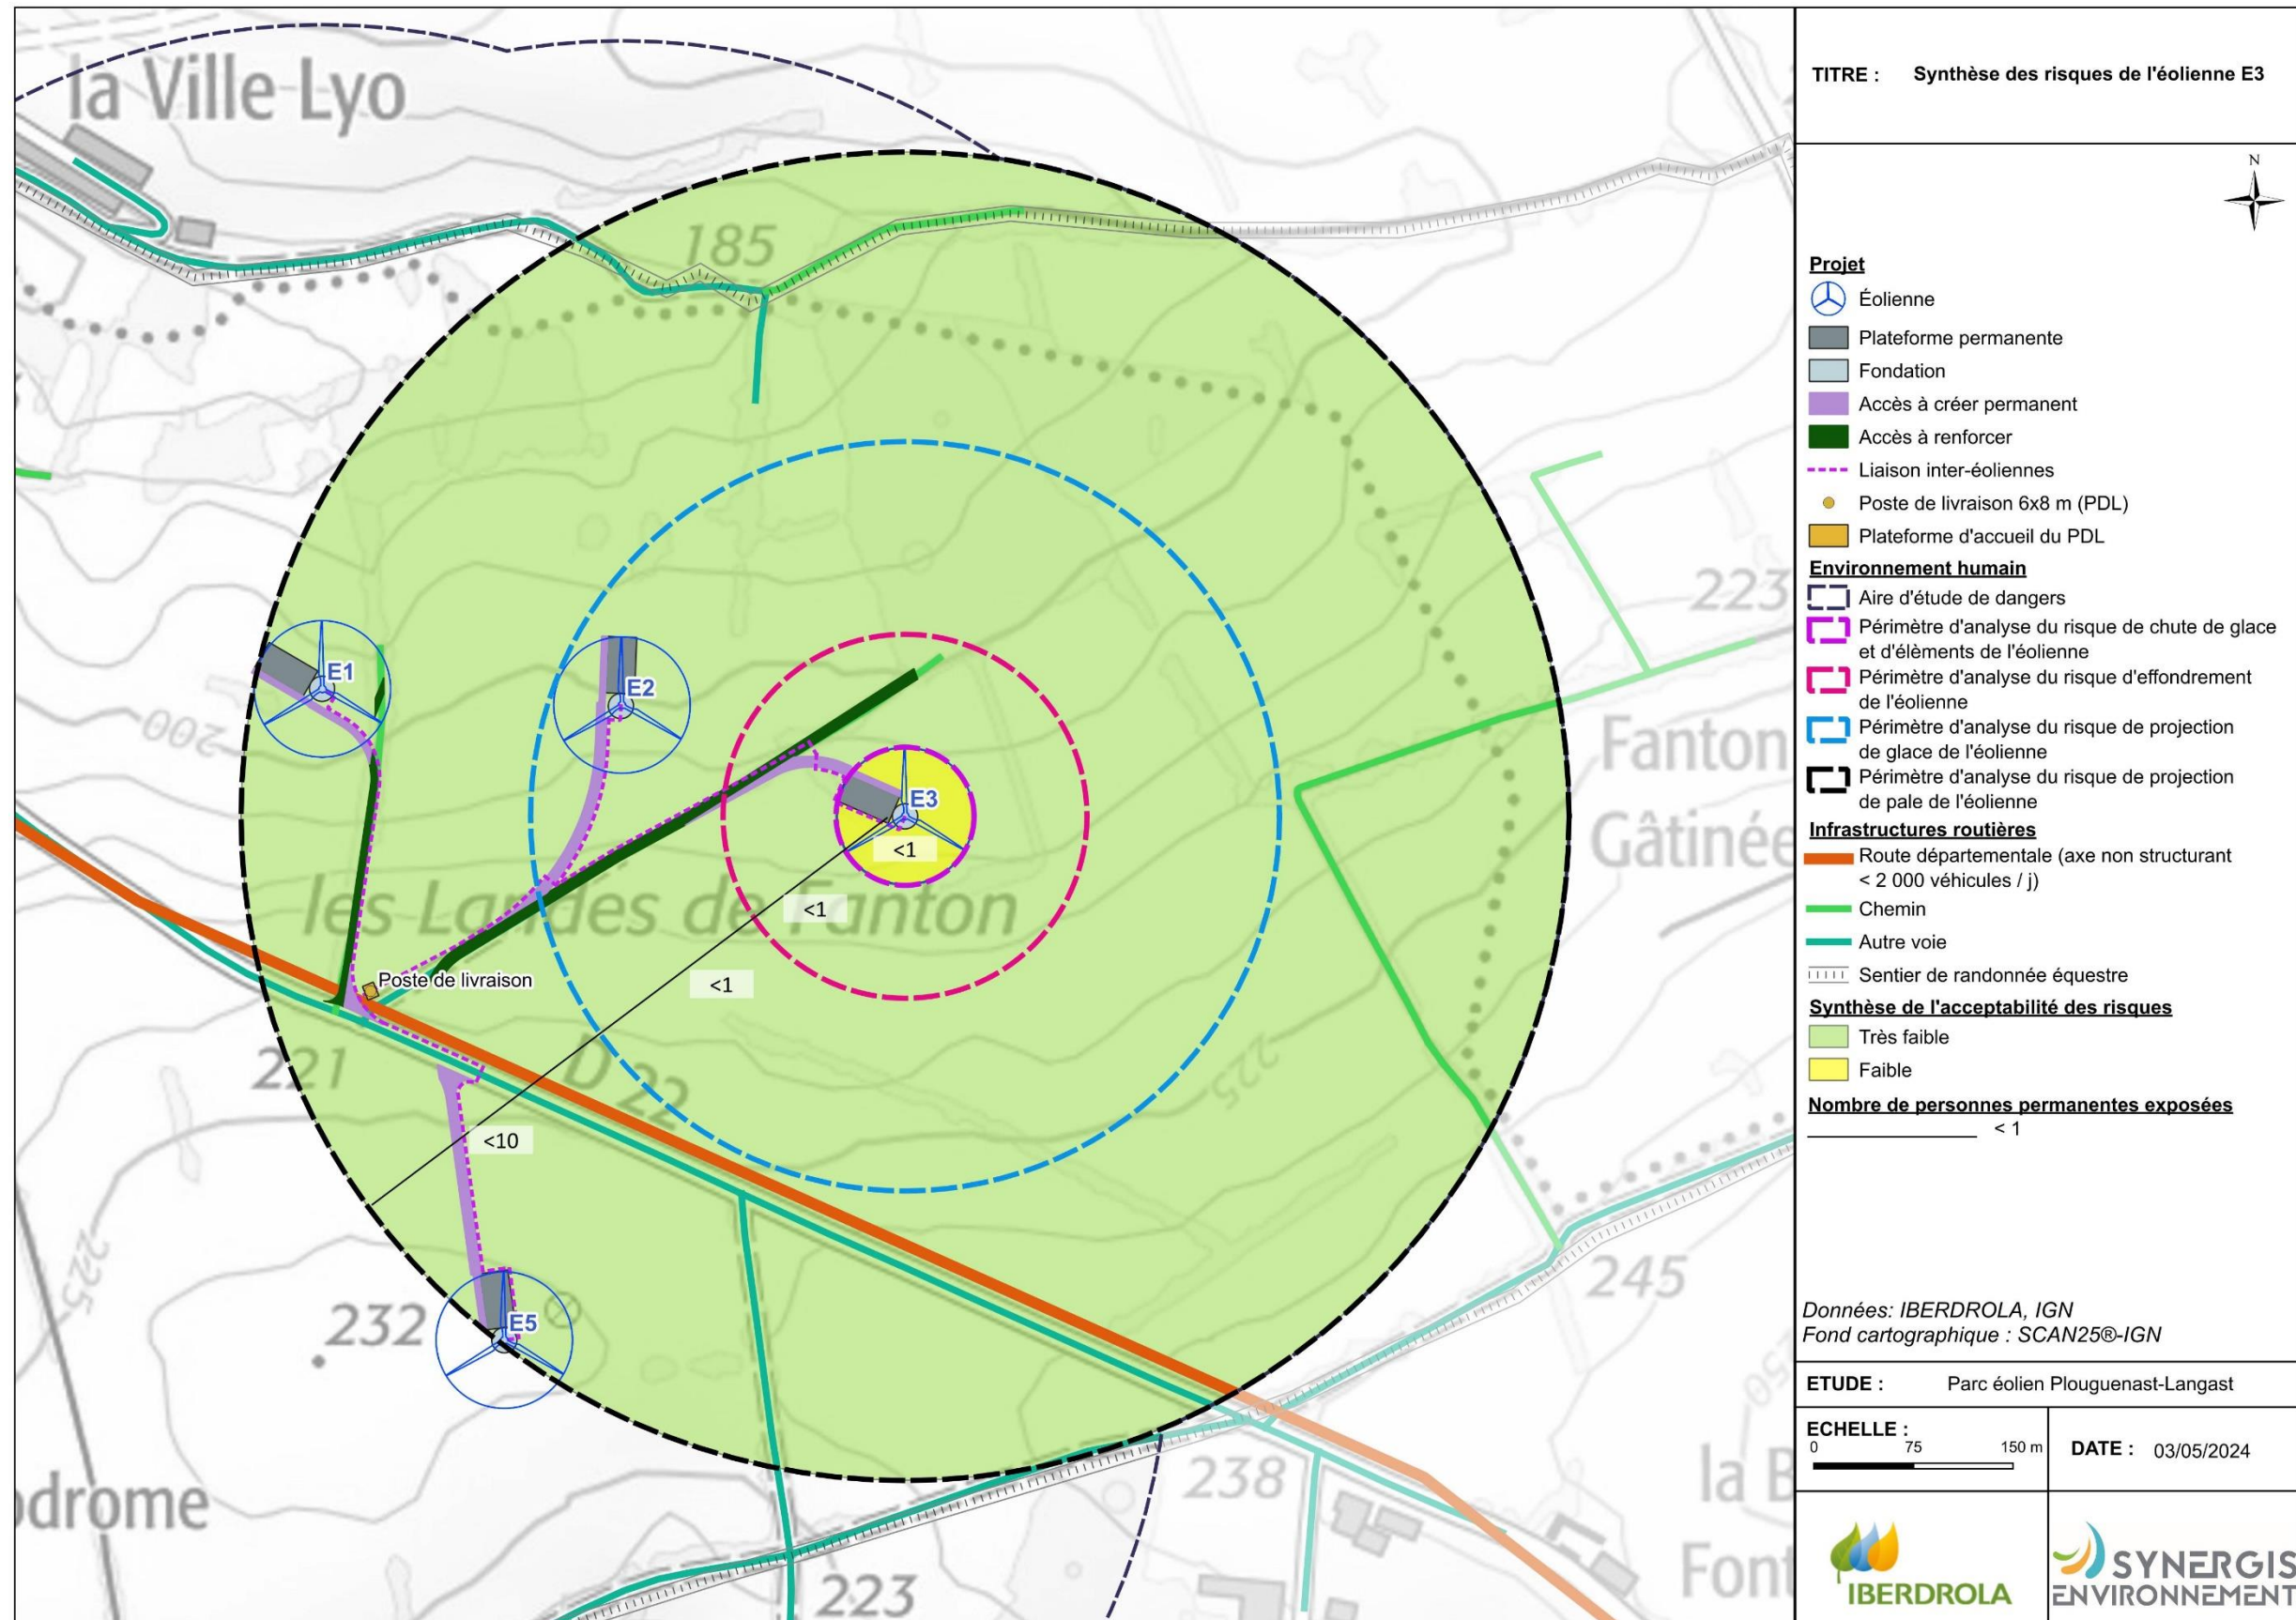 la Ville Lyo
185
E1
E2
E3
200
223
Fanton
Gâtinée
<1
les Landes de Fanton
<1
Poste de livraison
<1
221
D 22
225
<10
225
232
E5
245
238
odrome
223
la B
Font
TITRE : Synthèse des risques de l'éolienne E3
N
Projet
Éolienne
Plateforme permanente
Fondation
Accès à créer permanent
Accès à renforcer
Liaison inter-éoliennes
Poste de livraison 6x8 m (PDL)
Plateforme d'accueil du PDL
Environnement humain
Aire d'étude de dangers
Périmètre d'analyse du risque de chute de glace
et d'élèments de l'éolienne
Périmètre d'analyse du risque d'effondrement
de l'éolienne
Périmètre d'analyse du risque de projection
de glace de l'éolienne
Périmètre d'analyse du risque de projection
de pale de l'éolienne
Infrastructures routières
Route départementale (axe non structurant
< 2 000 véhicules / j)
Chemin
Autre voie
Sentier de randonnée équestre
Synthèse de l'acceptabilité des risques
Très faible
Faible
Nombre de personnes permanentes exposées
< 1
Données: IBERDROLA, IGN
Fond cartographique : SCAN25®-IGN
ETUDE : Parc éolien Plouguenast-Langast
ECHELLE :
0 75 150 m
DATE : 03/05/2024
IBERDROLA
SYNERGIS
ENVIRONNEMENT